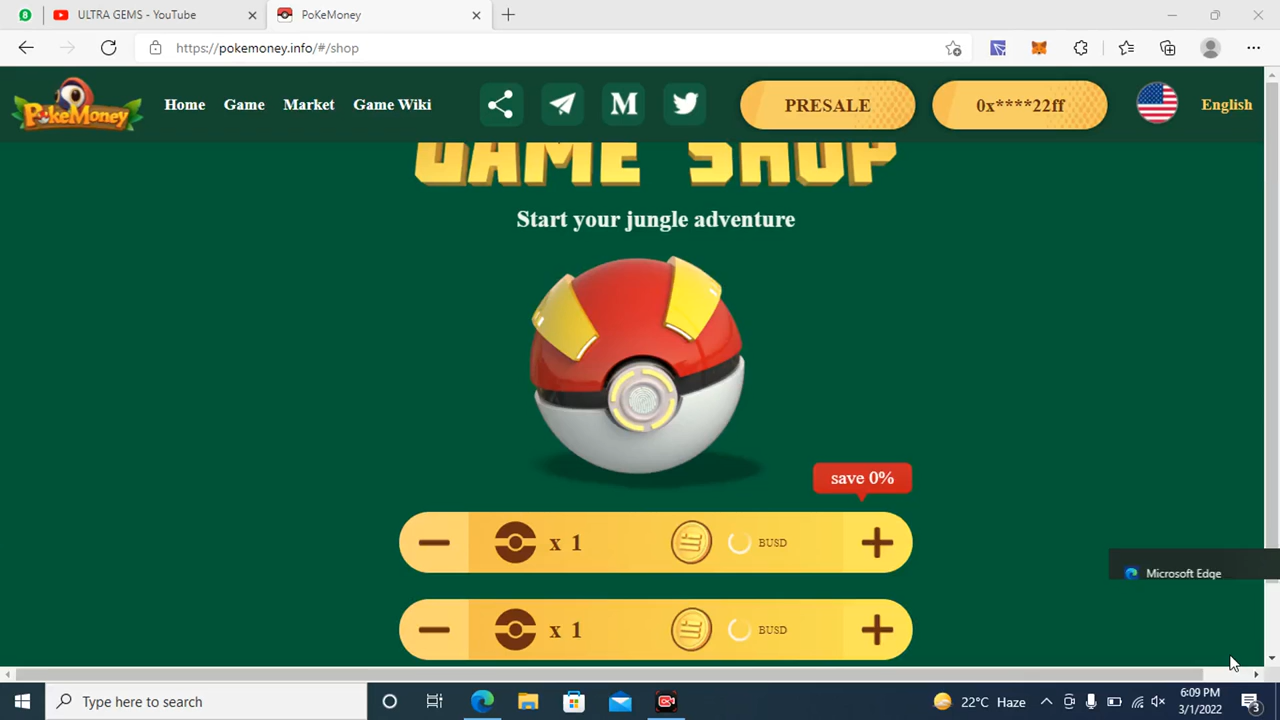 8
ULTRA GEMS - YouTube
PoKeMoney
https://pokemoney.info/#/shop
PoKeMoney
Home
Game
Market
Game Wiki
M
PRESALE
0x****22ff
English
GAME SHOP
Start your jungle adventure
save 0%
x 1
BUSD
x 1
BUSD
Microsoft Edge
Type here to search
22°C Haze
6:09 PM
3/1/2022
3